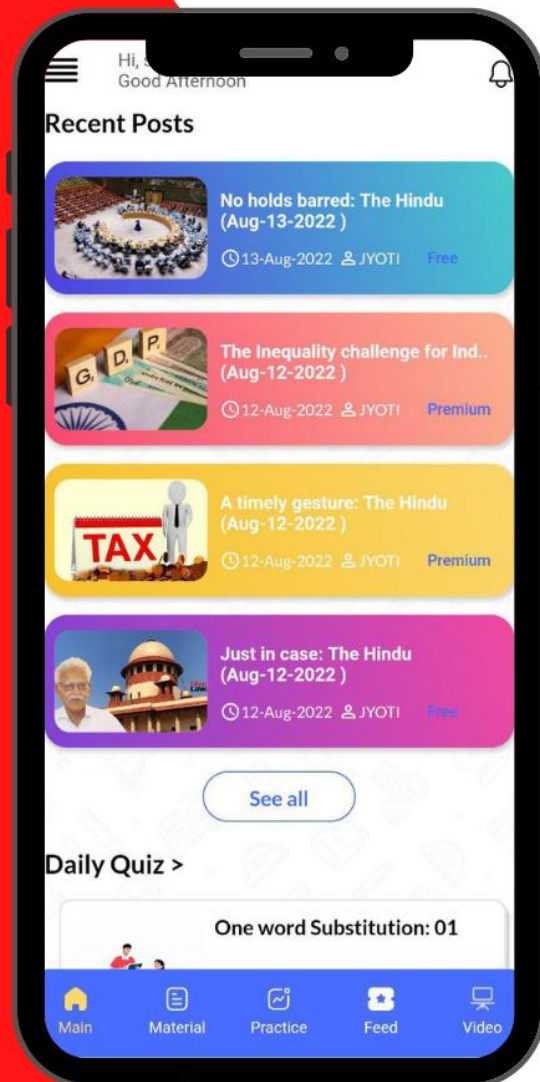 Hi, s
Good Afternoon
Recent Posts
No holds barred: The Hindu
(Aug-13-2022 )
13-Aug-2022 JYOTI Free
G D P
The Inequality challenge for Ind..
(Aug-12-2022 )
12-Aug-2022 JYOTI Premium
TAX
A timely gesture: The Hindu
(Aug-12-2022 )
12-Aug-2022 JYOTI Premium
Just in case: The Hindu
(Aug-12-2022 )
12-Aug-2022 JYOTI Free
See all
Daily Quiz >
One word Substitution: 01
Main Material Practice Feed Video